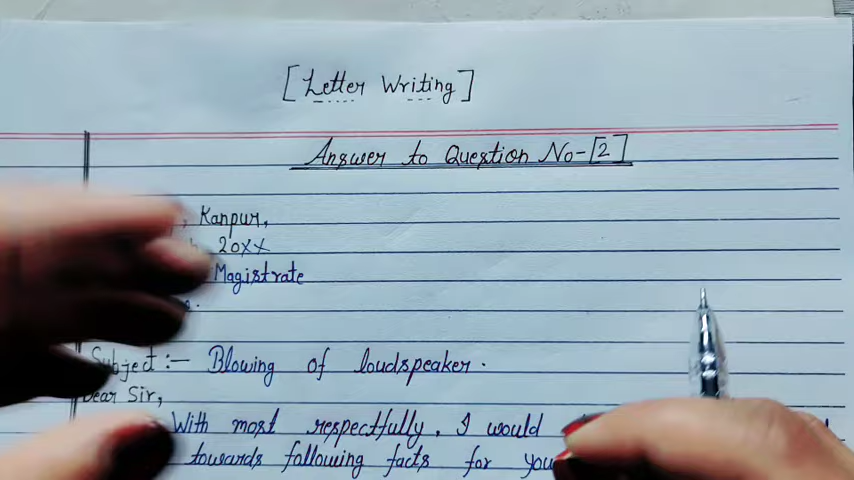 [Letter Writing]
Answer to Question No-[2]
, Kanpur,
20XX
Magistrate
Subject :- Blowing of loudspeaker.
Dear Sir,
With most respectfully, I would
towards following facts for you